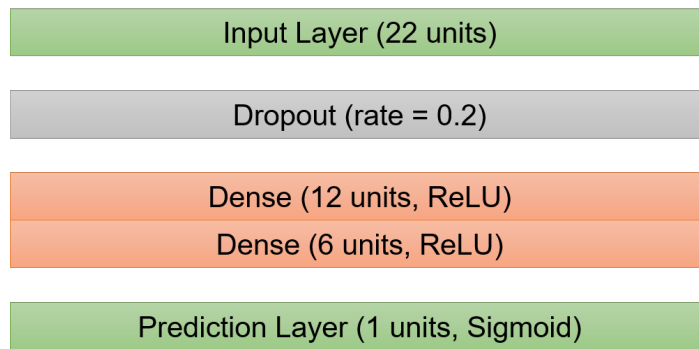 Input Layer (22 units)
Dropout (rate = 0.2)
Dense (12 units, ReLU)
Dense (6 units, ReLU)
Prediction Layer (1 units, Sigmoid)